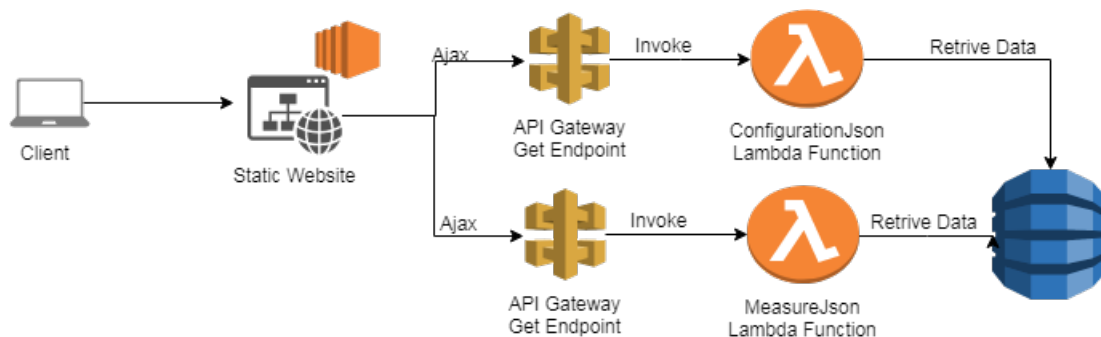 Client
Static Website
Ajax
API Gateway
Get Endpoint
Invoke
ConfigurationJson
Lambda Function
Retrive Data
Ajax
API Gateway
Get Endpoint
Invoke
MeasureJson
Lambda Function
Retrive Data